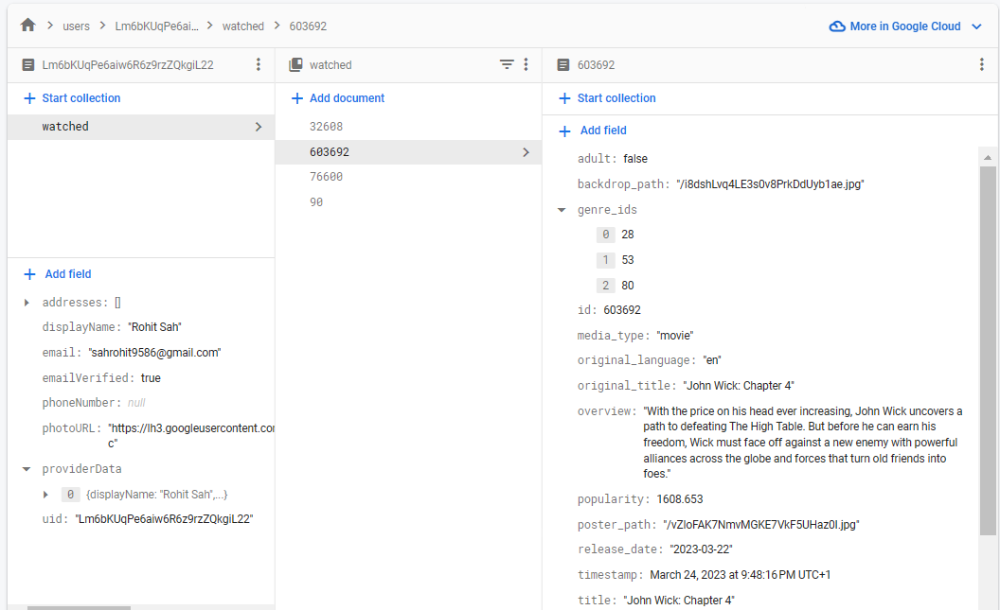 users
Lm6bKUqPe6ai...
watched
603692
More in Google Cloud
Lm6bKUqPe6aiw6R6z9rzZQkgiL22
Start collection
watched
Add field
addresses: []
displayName: "Rohit Sah"
email: "sahrohit9586@gmail.com"
emailVerified: true
phoneNumber: null
photoURL: "https://lh3.googleusercontent.co
c"
providerData
0 {displayName: "Rohit Sah",...}
uid: "Lm6bKUqPe6aiw6R6z9rzZQkgiL22"
watched
Add document
32608
603692
76600
90
603692
Start collection
Add field
adult: false
backdrop_path: "/i8dshLvq4LE3s0v8PrkDdUyb1ae.jpg"
genre_ids
0 28
1 53
2 80
id: 603692
media_type: "movie"
original_language: "en"
original_title: "John Wick: Chapter 4"
overview: "With the price on his head ever increasing, John Wick uncovers a
path to defeating The High Table. But before he can earn his
freedom, Wick must face off against a new enemy with powerful
alliances across the globe and forces that turn old friends into
foes."
popularity: 1608.653
poster_path: "/vZloFAK7NmvMGKE7VkF5UHaz0I.jpg"
release_date: "2023-03-22"
timestamp: March 24, 2023 at 9:48:16 PM UTC+1
title: "John Wick: Chapter 4"